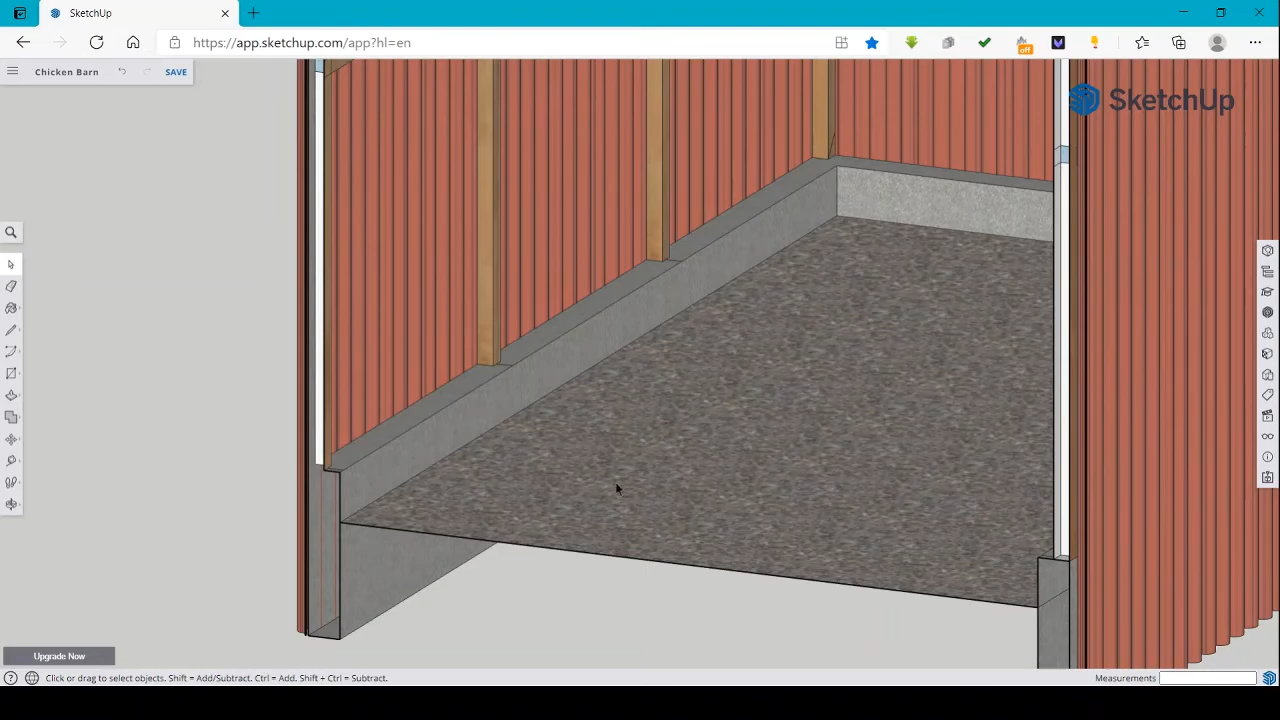 SketchUp
https://app.sketchup.com/app?hl=en
off
Chicken Barn
SAVE
SketchUp
Upgrade Now
Click or drag to select objects. Shift = Add/Subtract. Ctrl = Add. Shift + Ctrl = Subtract.
Measurements